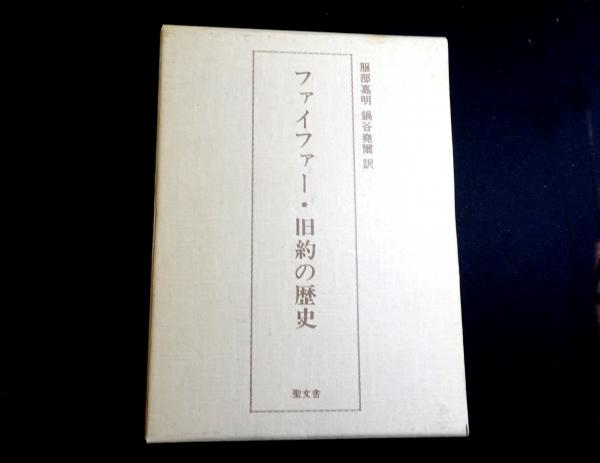 服部嘉明 鍋谷堯爾 訳
ファイファー・旧約の歴史
聖文舎